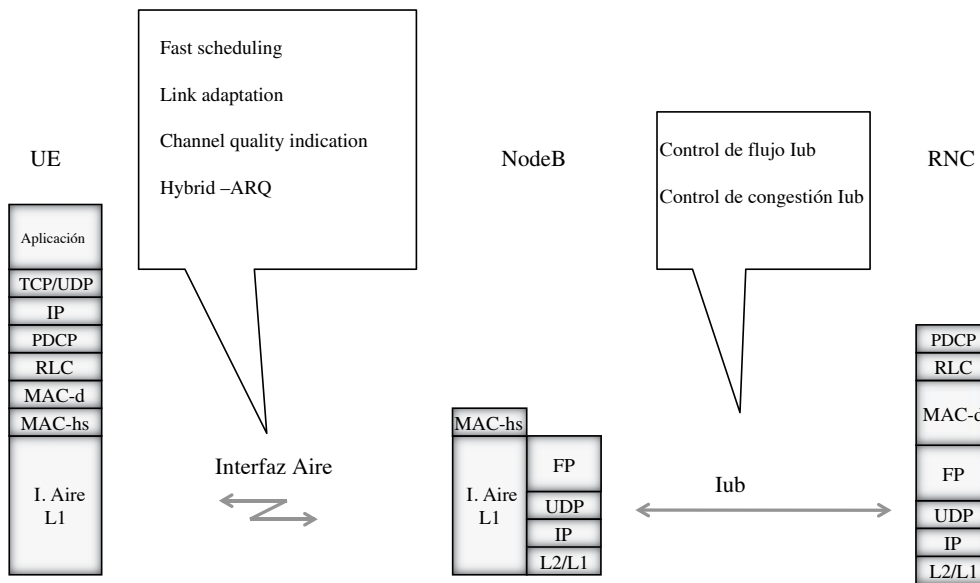 Fast scheduling
Link adaptation
Channel quality indication
Hybrid –ARQ
Control de flujo Iub
Control de congestión Iub
UE
NodeB
RNC
Aplicación
TCP/UDP
IP
PDCP
RLC
MAC-d
MAC-hs
I. Aire
L1
Interfaz Aire
MAC-hs
I. Aire
L1
FP
UDP
IP
L2/L1
Iub
PDCP
RLC
MAC-d
FP
UDP
IP
L2/L1